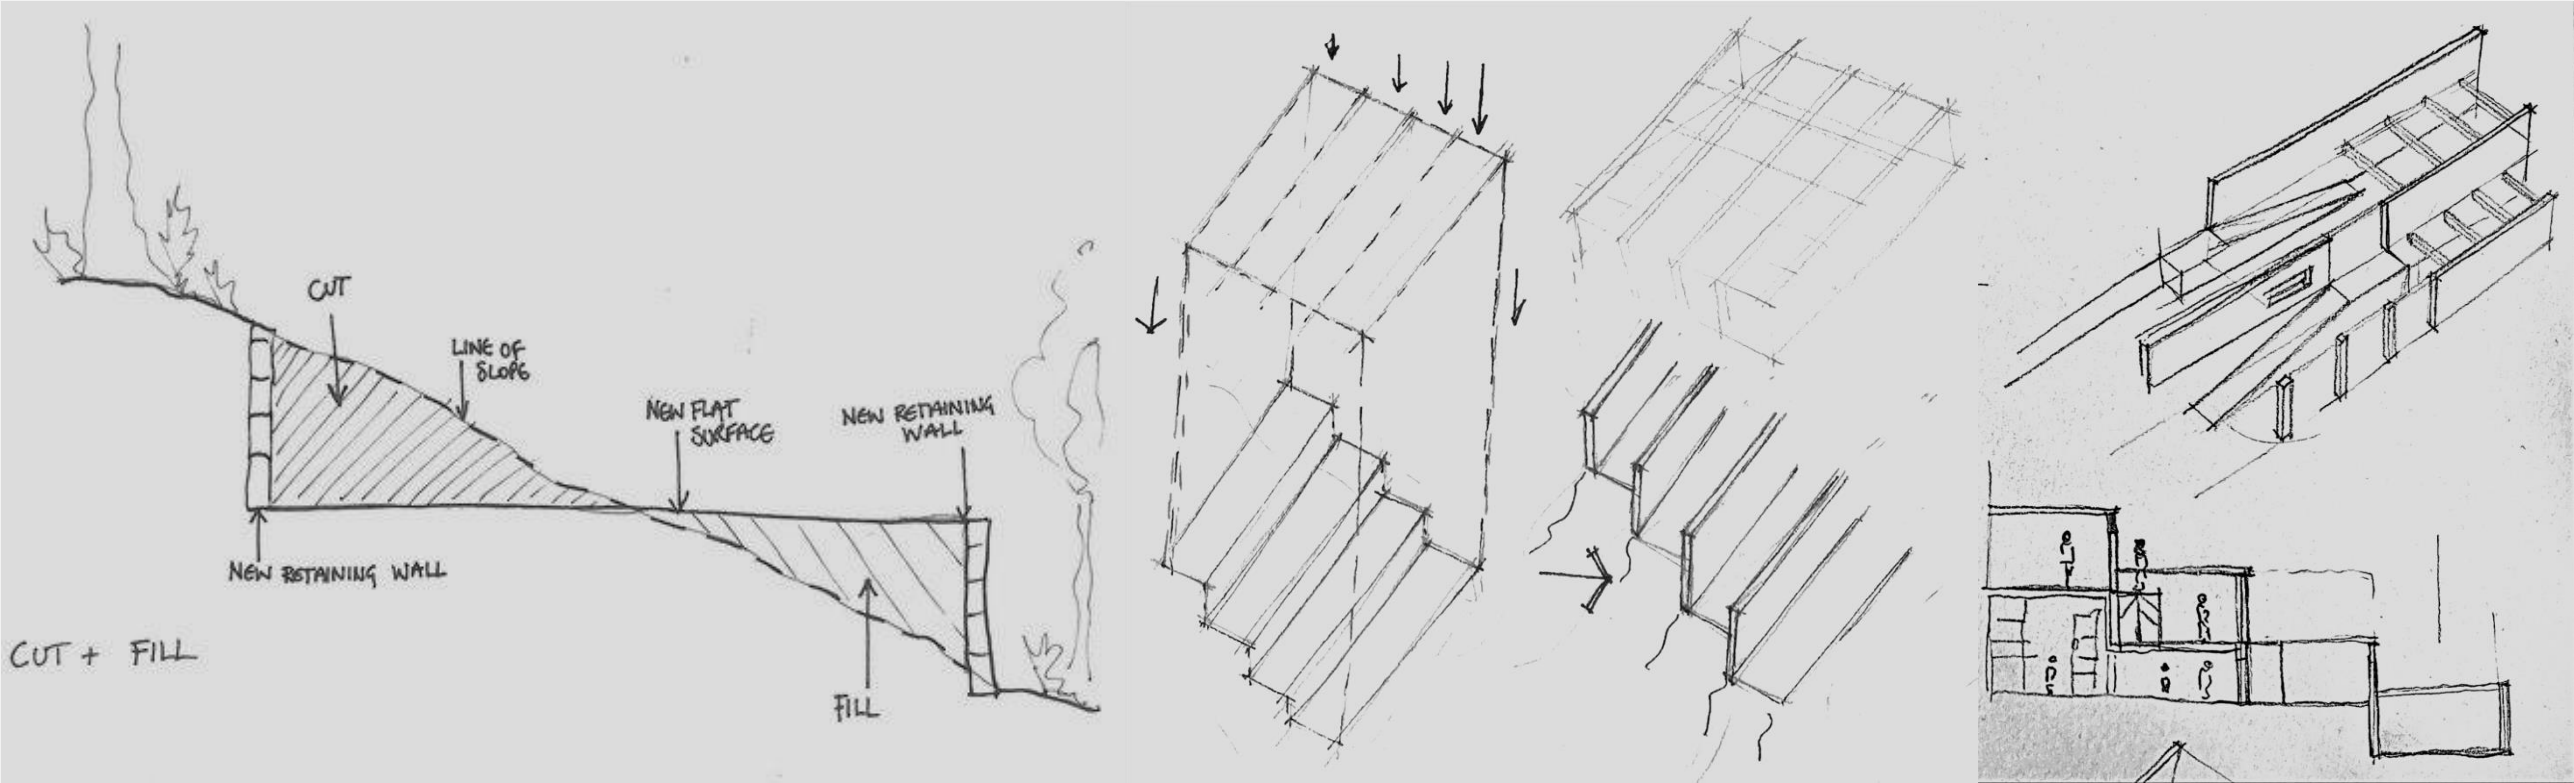 CUT
LINE OF
SLOPE
NEW FLAT
SURFACE
NEW RETAINING
WALL
NEW RETAINING WALL
CUT + FILL
FILL